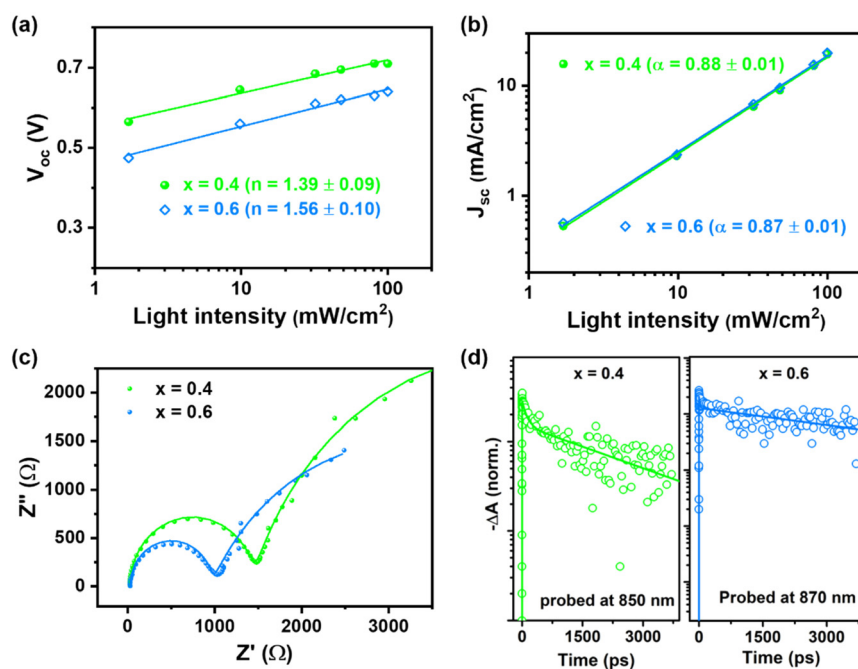 (a)
V_oc (V)
0.7
0.5
0.3
x = 0.4 (n = 1.39 ± 0.09)
x = 0.6 (n = 1.56 ± 0.10)
1 10 100
Light intensity (mW/cm²)
(b)
J_sc (mA/cm²)
10
1
x = 0.4 (α = 0.88 ± 0.01)
x = 0.6 (α = 0.87 ± 0.01)
1 10 100
Light intensity (mW/cm²)
(c)
Z'' (Ω)
2000
1500
1000
500
0
x = 0.4
x = 0.6
0 1000 2000 3000
Z' (Ω)
(d)
-ΔA (norm.)
x = 0.4
probed at 850 nm
0 1500 3000
Time (ps)
x = 0.6
Probed at 870 nm
0 1500 3000
Time (ps)